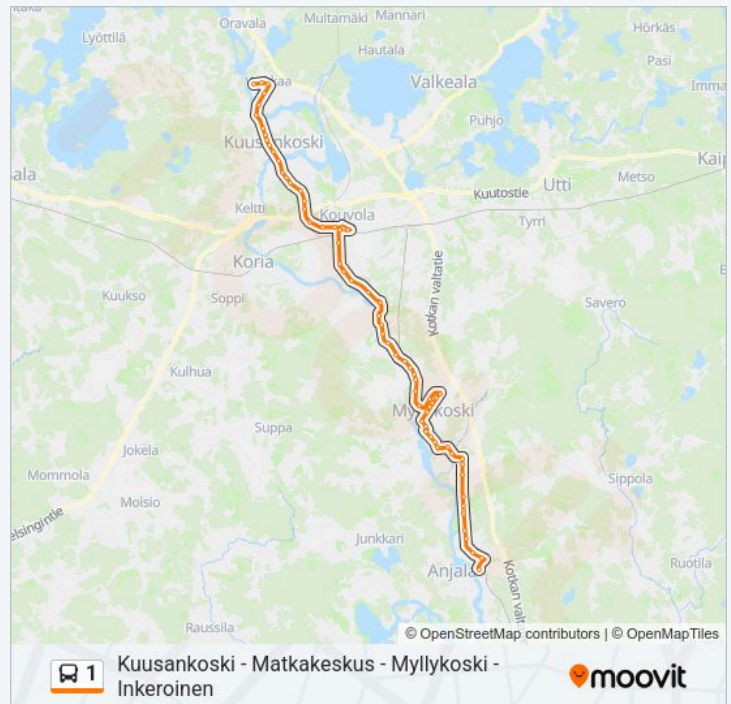 Oravala
Multamäki
Mannari
Lyöttilä
Hautala
Hörkäs
Pasi
Valkeala
Imma
Puhjo
Kuusankoski
Kaip
ala
Utti
Metso
Kuutostie
Keltti
Kouvola
Tyrri
Koria
Kotkan valtatie
Kuukso
Soppi
Savero
Kulhua
Myllykoski
Suppa
Jokela
Mommola
Sippola
Moisio
elsingintie
Junkkari
Ruotila
Anjala
Kotkan valt
Raussila
© OpenStreetMap contributors | © OpenMapTiles
1
Kuusankoski - Matkakeskus - Myllykoski -
Inkeroinen
moovit